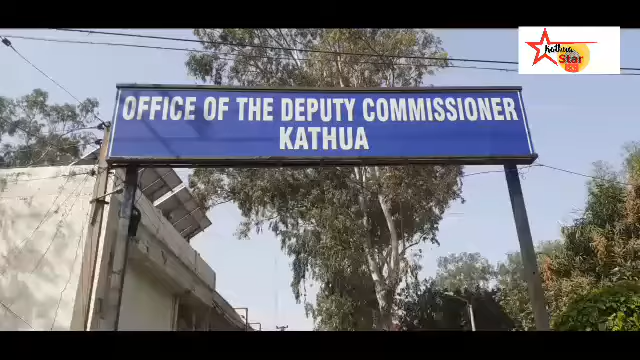 Kathua
Star
OFFICE OF THE DEPUTY COMMISSIONER
KATHUA